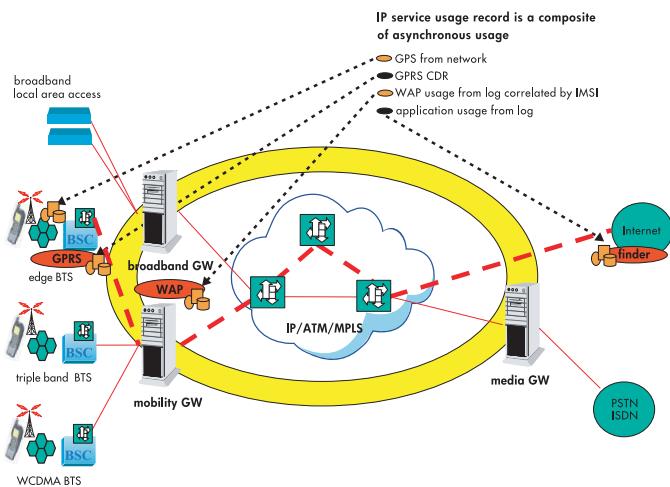 IP service usage record is a composite
of asynchronous usage
GPS from network
GPRS CDR
WAP usage from log correlated by IMSI
application usage from log
broadband
local area access
BSC
GPRS
edge BTS
broadband GW
WAP
IP/ATM/MPLS
Internet
finder
BSC
triple band BTS
mobility GW
media GW
PSTN
ISDN
BSC
WCDMA BTS